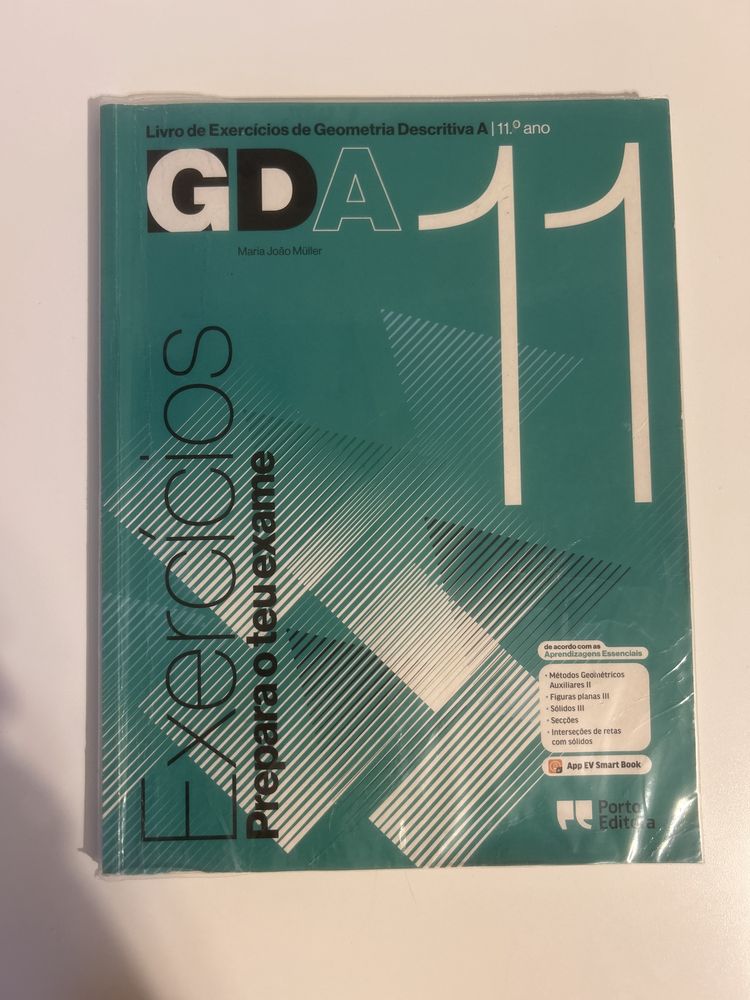 Livro de Exercícios de Geometria Descritiva A | 11.º ano
GDA 11
Maria João Müller
Exercícios
Prepara o teu exame
de acordo com as
Aprendizagens Essenciais
• Métodos Geométricos
Auxiliares II
• Figuras planas III
• Sólidos III
• Secções
• Interseções de retas
com sólidos
App EV Smart Book
Porto
Editora